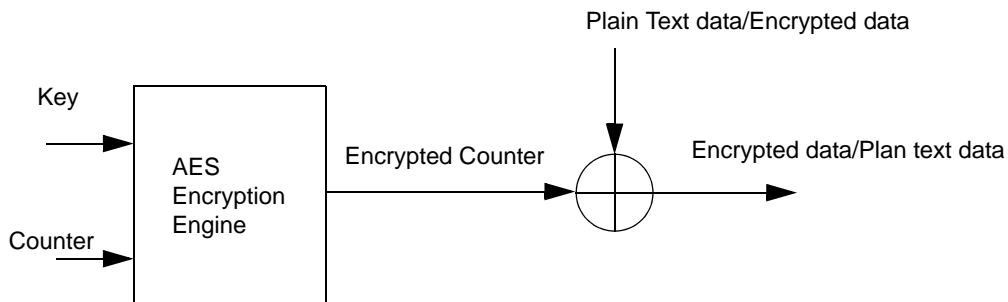 Plain Text data/Encrypted data
Key
AES
Encryption
Engine
Encrypted Counter
Encrypted data/Plan text data
Counter